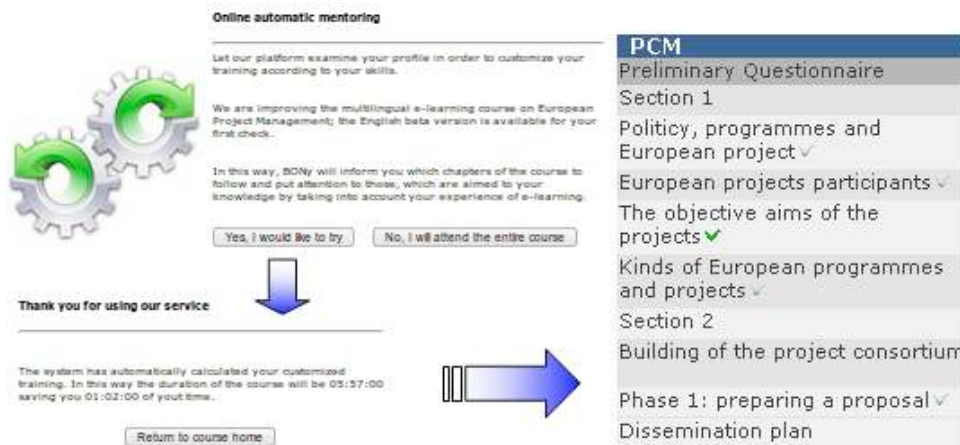 Online automatic mentoring
Let our platform examine your profile in order to customize your
training according to your skills.
We are improving the multilingual e-learning course on European
Project Management; the English beta version is available for your
first check.
In this way, BONy will inform you which chapters of the course to
follow and put attention to those, which are aimed to your
knowledge by taking into account your experience of e-learning.
Yes, I would like to try
No, I will attend the entire course
Thank you for using our service
The system has automatically calculated your customized
training. In this way the duration of the course will be 05:57:00
saving you 01:02:00 of yout time.
Return to course home
PCM
Preliminary Questionnaire
Section 1
Politicy, programmes and
European project
European projects participants
The objective aims of the
projects
Kinds of European programmes
and projects
Section 2
Building of the project consortium
Phase 1: preparing a proposal
Dissemination plan